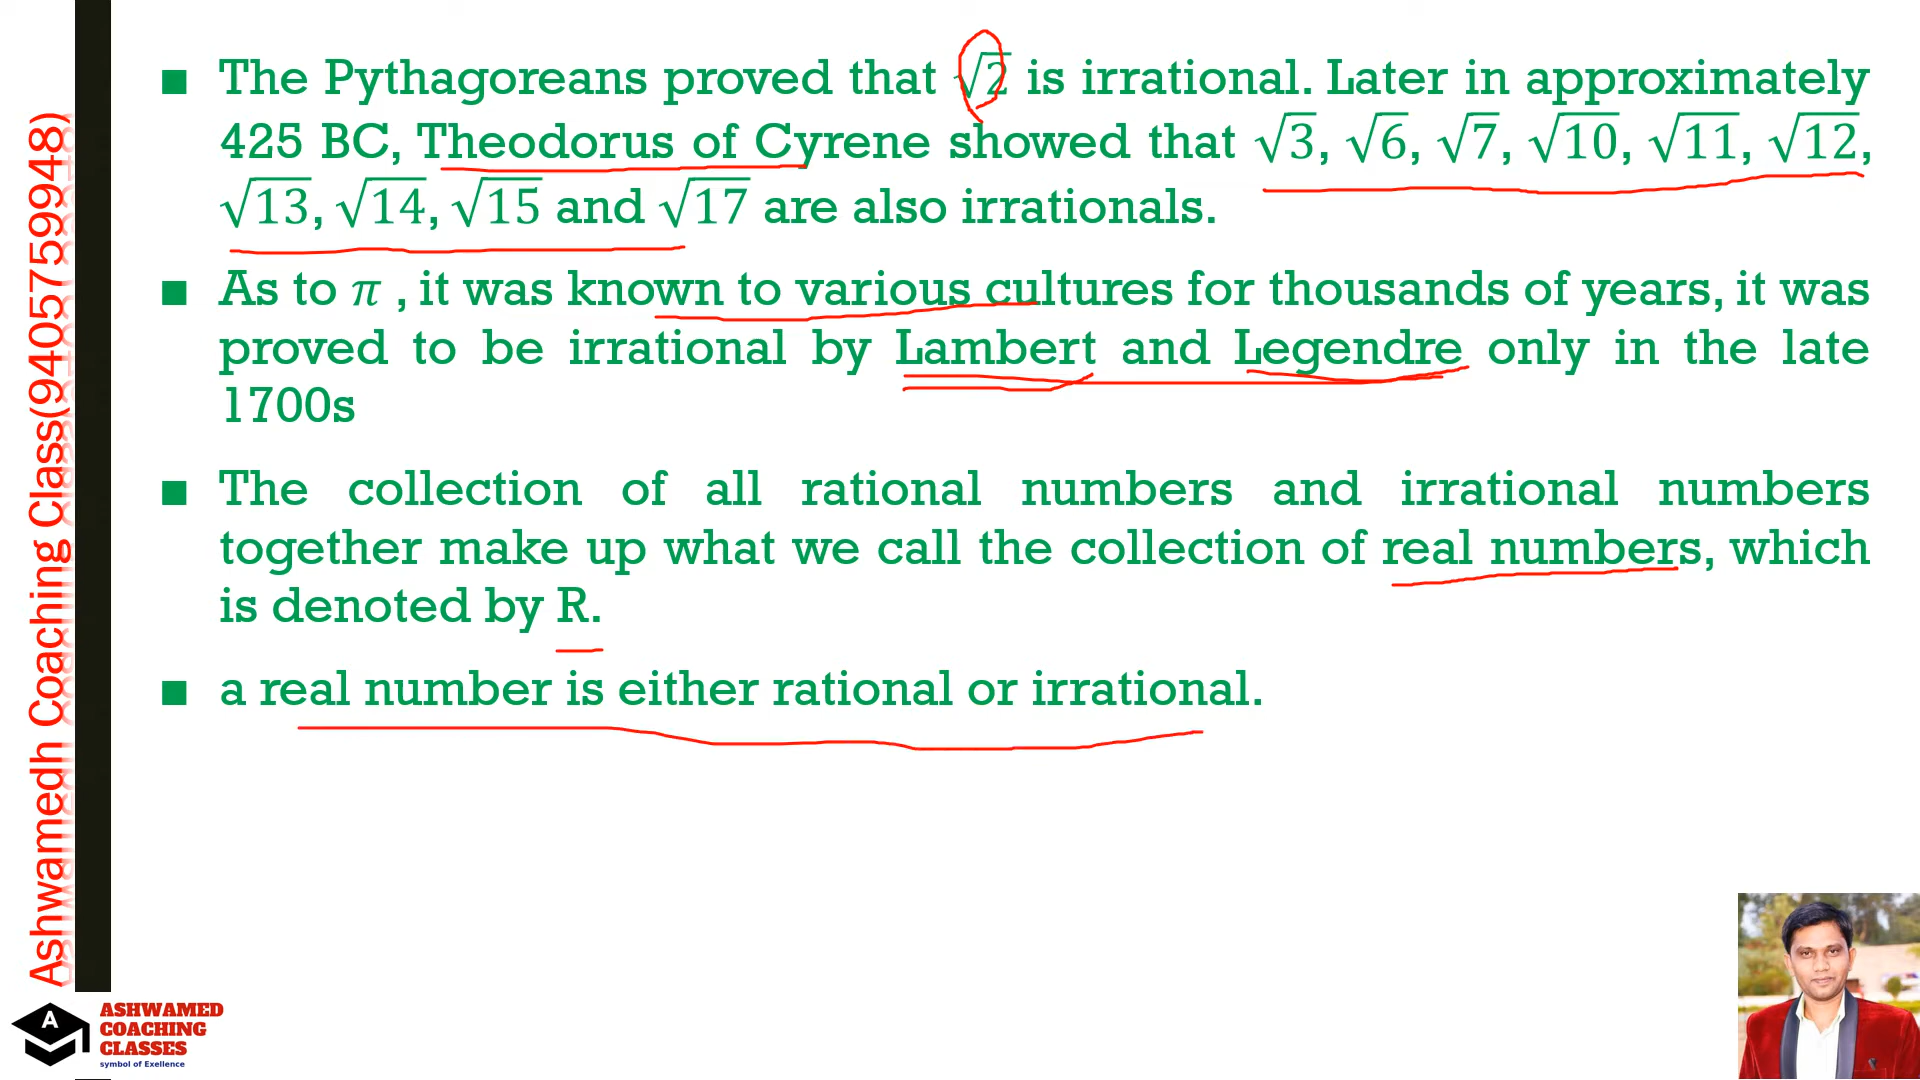 The Pythagoreans proved that √2 is irrational. Later in approximately
425 BC, Theodorus of Cyrene showed that √3, √6, √7, √10, √11, √12,
√13, √14, √15 and √17 are also irrationals.
As to π , it was known to various cultures for thousands of years, it was
proved to be irrational by Lambert and Legendre only in the late
1700s
The collection of all rational numbers and irrational numbers
together make up what we call the collection of real numbers, which
is denoted by R.
a real number is either rational or irrational.
Ashwamedh Coaching Class(9405759948)
A
ASHWAMED
COACHING
CLASSES
symbol of Exellence